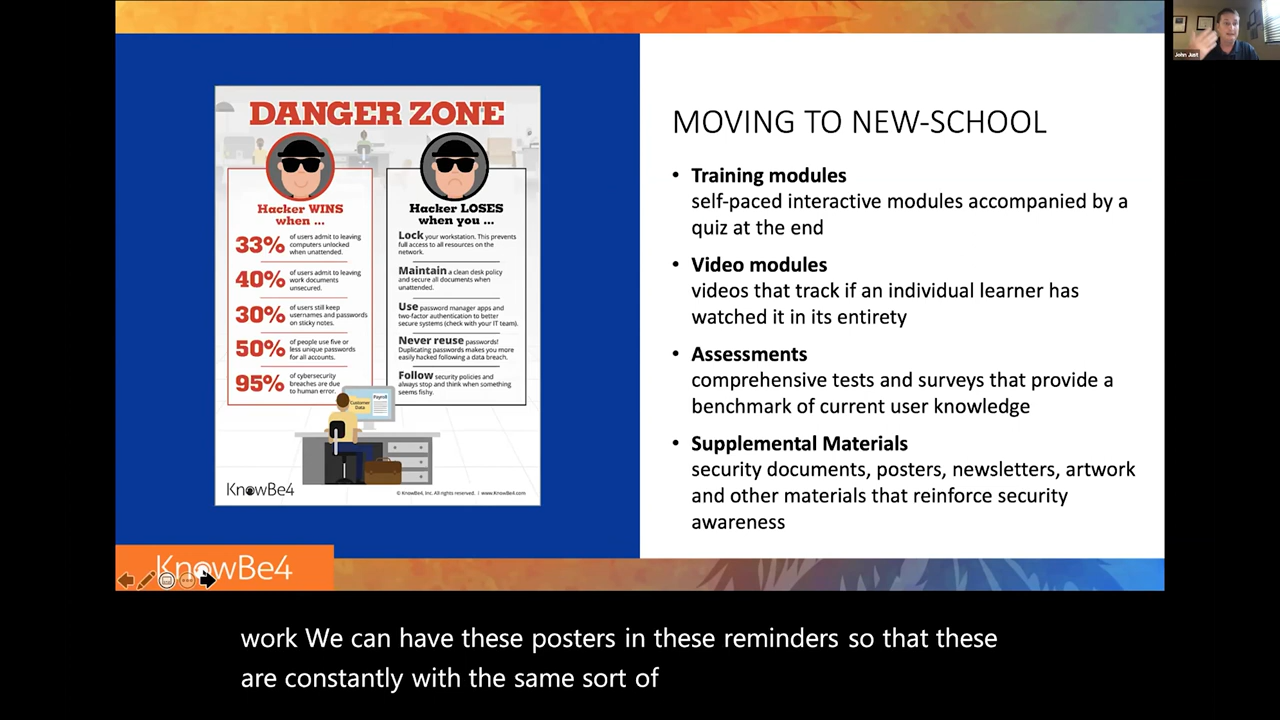 DANGER ZONE
Hacker WINS
when ...
33%
of users admit to leaving
computers unlocked
when unattended.
40%
of users admit to leaving
work documents
unsecured.
30%
of users still keep
usernames and passwords
on sticky notes.
50%
of people use five or
less unique passwords
for all accounts.
95%
of cybersecurity
breaches are due
to human error.
Hacker LOSES
when you ...
Lock your workstation. This prevents
full access to all resources on the
network.
Maintain a clean desk policy
and secure all documents when
unattended.
Use password manager apps and
two-factor authentication to better
secure systems (check with your IT team).
Never reuse passwords!
Duplicating passwords makes you more
easily hacked following a data breach.
Follow security policies and
always stop and think when something
seems fishy.
Customer
Data
Payroll
KnowBe4
© KnowBe4, Inc. All rights reserved. | www.KnowBe4.com
MOVING TO NEW-SCHOOL
• Training modules
self-paced interactive modules accompanied by a
quiz at the end
• Video modules
videos that track if an individual learner has
watched it in its entirety
• Assessments
comprehensive tests and surveys that provide a
benchmark of current user knowledge
• Supplemental Materials
security documents, posters, newsletters, artwork
and other materials that reinforce security
awareness
KnowBe4
John Just
work We can have these posters in these reminders so that these
are constantly with the same sort of